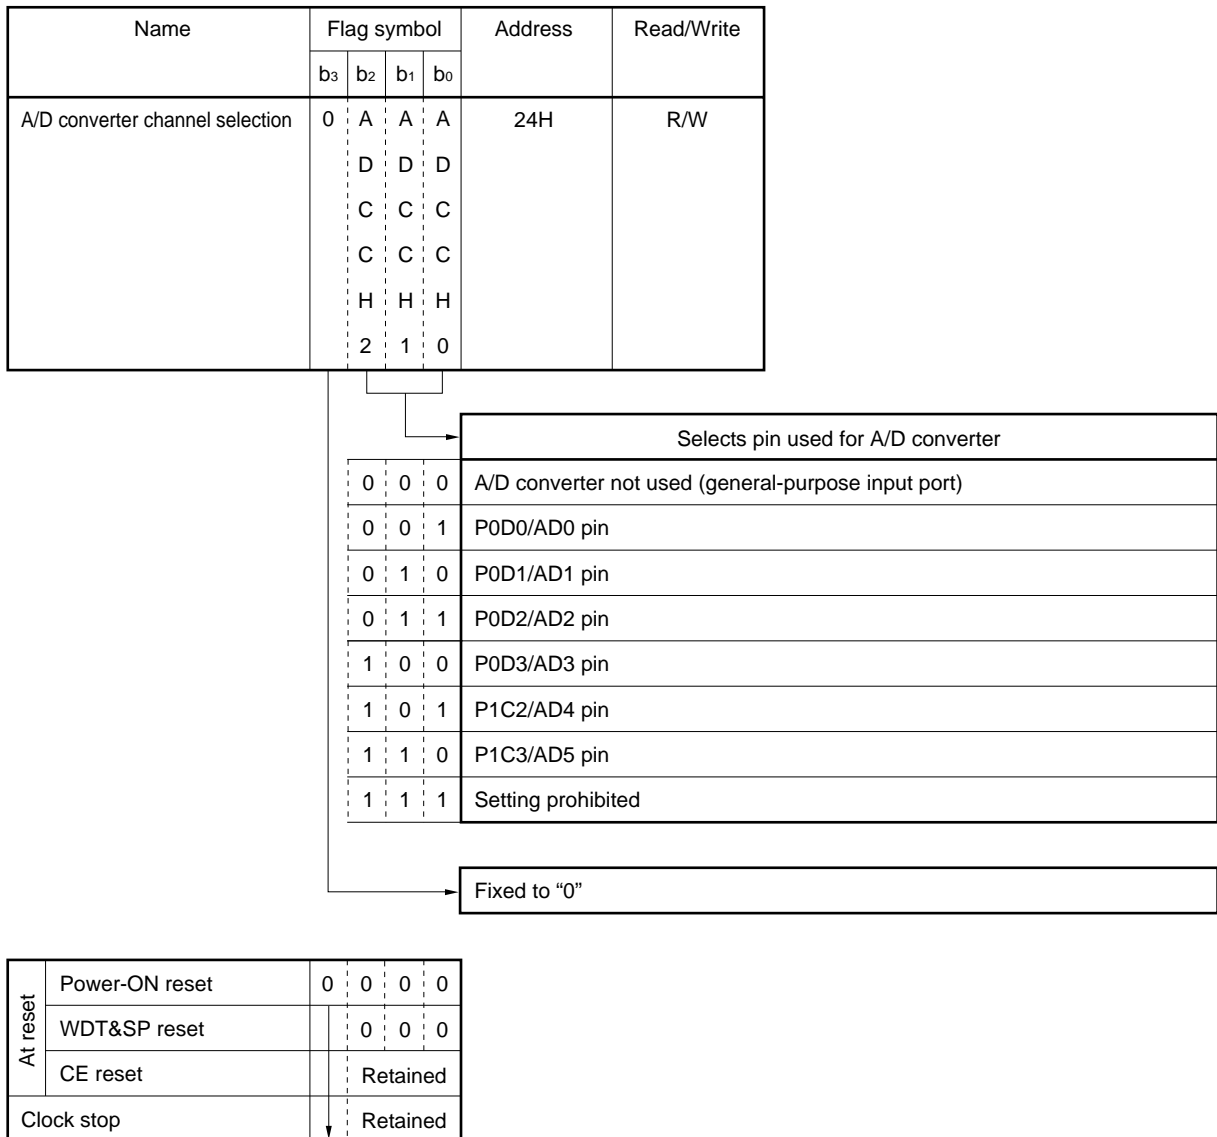 Name Flag symbol Address Read/Write
b3 b2 b1 b0
A/D converter channel selection 0 A A A 24H R/W
D D D
C C C
C C C
H H H
2 1 0
Selects pin used for A/D converter
0 0 0 A/D converter not used (general-purpose input port)
0 0 1 P0D0/AD0 pin
0 1 0 P0D1/AD1 pin
0 1 1 P0D2/AD2 pin
1 0 0 P0D3/AD3 pin
1 0 1 P1C2/AD4 pin
1 1 0 P1C3/AD5 pin
1 1 1 Setting prohibited
Fixed to “0”
At reset
Power-ON reset 0 0 0 0
WDT&SP reset 0 0 0
CE reset Retained
Clock stop Retained